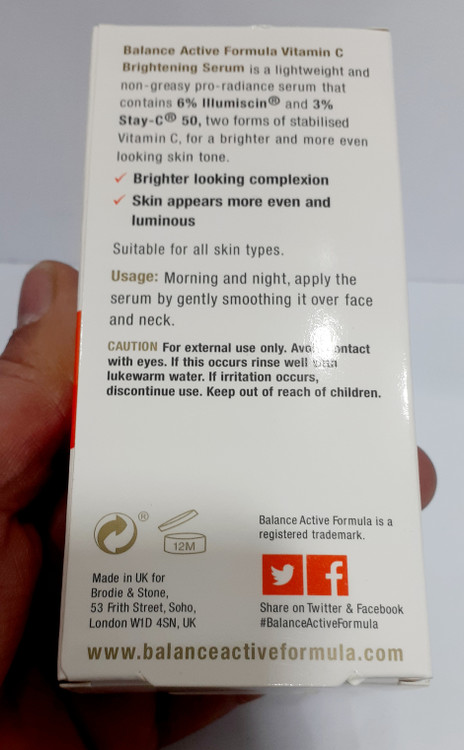 Balance Active Formula Vitamin C
Brightening Serum is a lightweight and
non-greasy pro-radiance serum that
contains 6% Illumiscin® and 3%
Stay-C® 50, two forms of stabilised
Vitamin C, for a brighter and more even
looking skin tone.
Brighter looking complexion
Skin appears more even and
luminous
Suitable for all skin types.
Usage: Morning and night, apply the
serum by gently smoothing it over face
and neck.
CAUTION For external use only. Avoid contact
with eyes. If this occurs rinse well with
lukewarm water. If irritation occurs,
discontinue use. Keep out of reach of children.
®
12M
Made in UK for
Brodie & Stone,
53 Frith Street, Soho,
London W1D 4SN, UK
Balance Active Formula is a
registered trademark.
f
Share on Twitter & Facebook
#BalanceActiveFormula
www.balanceactiveformula.com